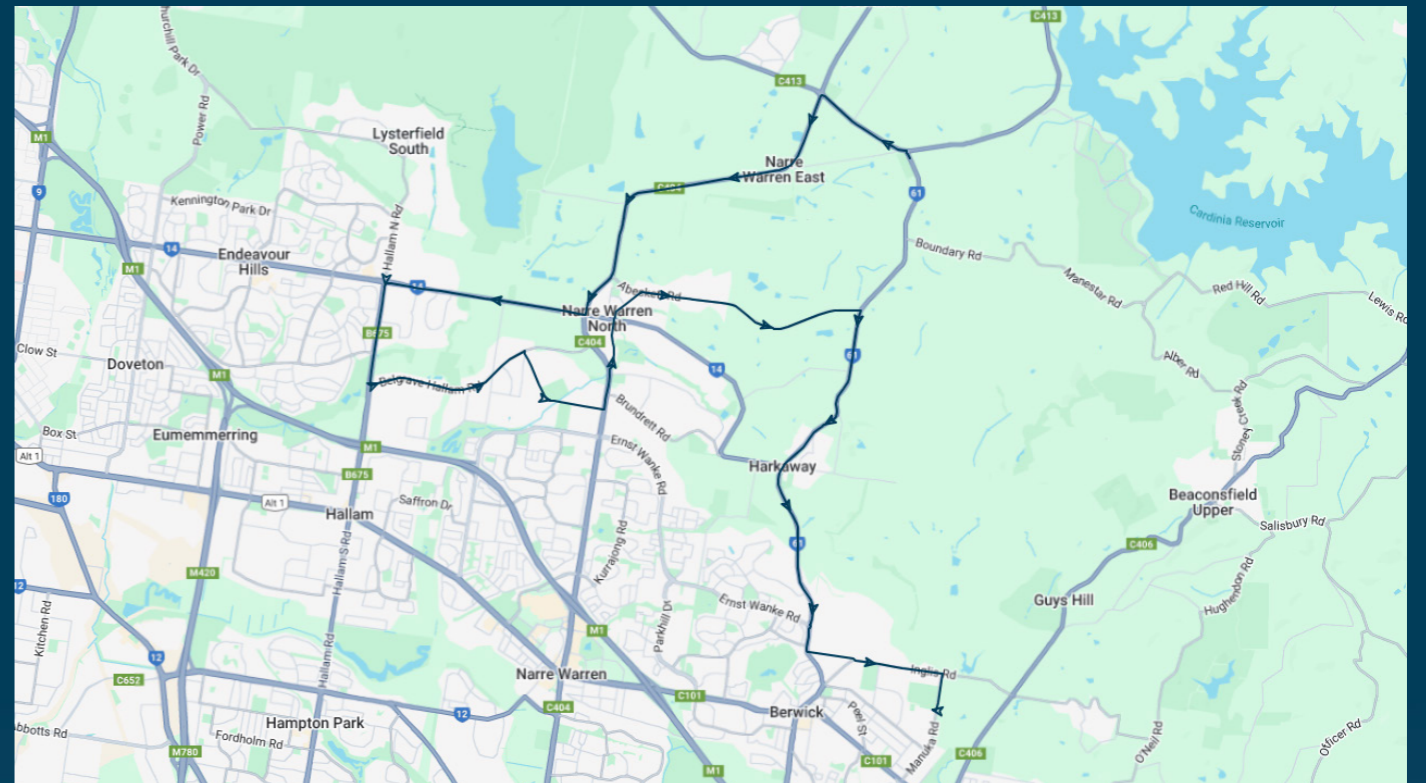 C413
Churchill Park Dr
C413
M1
Power Rd
Lysterfield
South
Narre
Warren East
9
61
Kennington Park Dr
C404
Cardinia Reservoir
Hallam N Rd
14
Endeavour
Hills
Boundary Rd
M1
14
Manestar Rd
Red Hill Rd
Lewis Rd
Abeckett Rd
Narre Warren
North
B675
C404
Clow St
Doveton
61
Alber Rd
M1
14
Belgrave Hallam Rd
Stoney Creek Rd
Brundrett Rd
Box St
Eumemmerring
M1
Ernst Wanke Rd
Alt 1
B675
Harkaway
180
Alt 1
Saffron Dr
Hallam
Beaconsfield
Upper
Salisbury Rd
Hallam S Rd
61
C406
Kurrajong Rd
M420
12
Hughendon Rd
Guys Hill
Ernst Wanke Rd
Kitchen Rd
M1
Parkhill Dr
12
Hallam Rd
Narre Warren
Inglis Rd
C652
C101
Berwick
C404
12
Peel St
Hampton Park
Abbotts Rd
Fordholm Rd
Manuka Rd
O'Neil Rd
Officer Rd
M780
C101
C406
M1